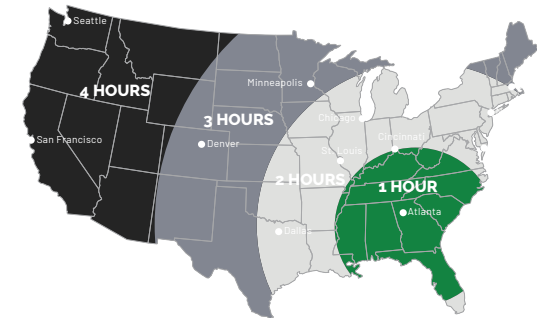 Seattle
4 HOURS
Minneapolis
3 HOURS
Chicago
San Francisco
Denver
Cincinnati
St. Louis
2 HOURS
1 HOUR
Atlanta
Dallas